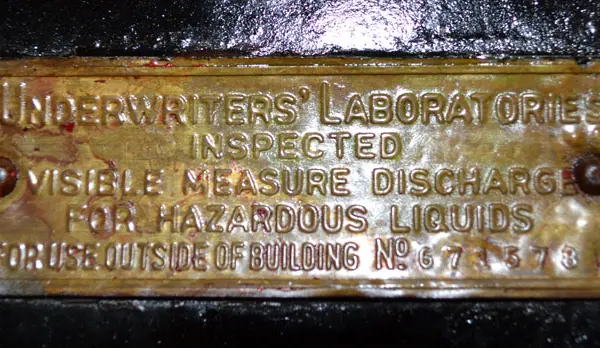 UNDERWRITERS' LABORATORIES
INSPECTED
VISIBLE MEASURE DISCHARGE
FOR HAZARDOUS LIQUIDS
FOR USE OUTSIDE OF BUILDING No